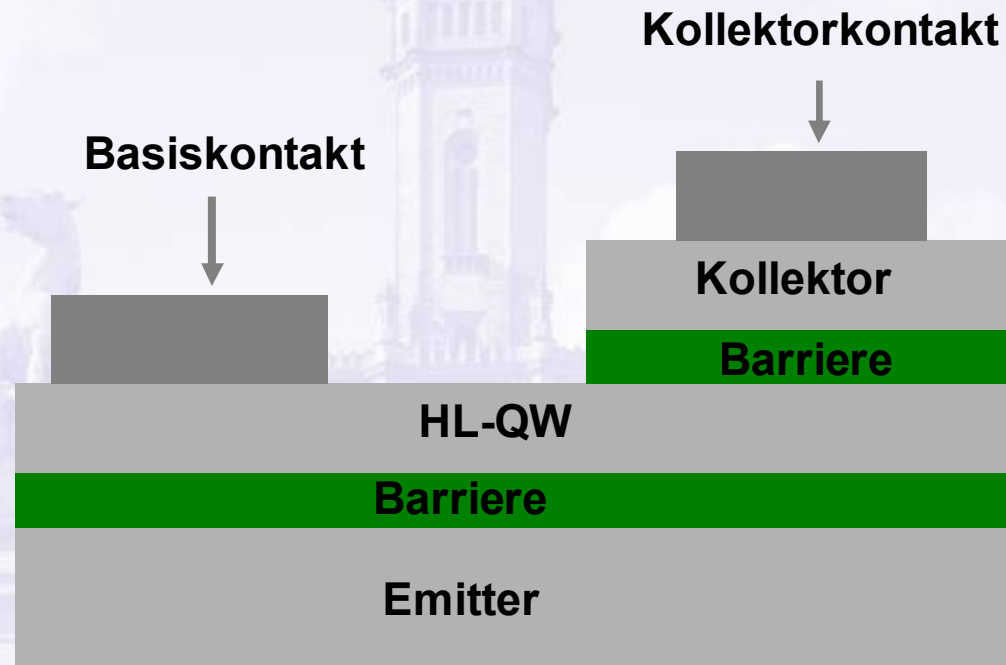 Kollektorkontakt
Basiskontakt
Kollektor
Barriere
HL-QW
Barriere
Emitter